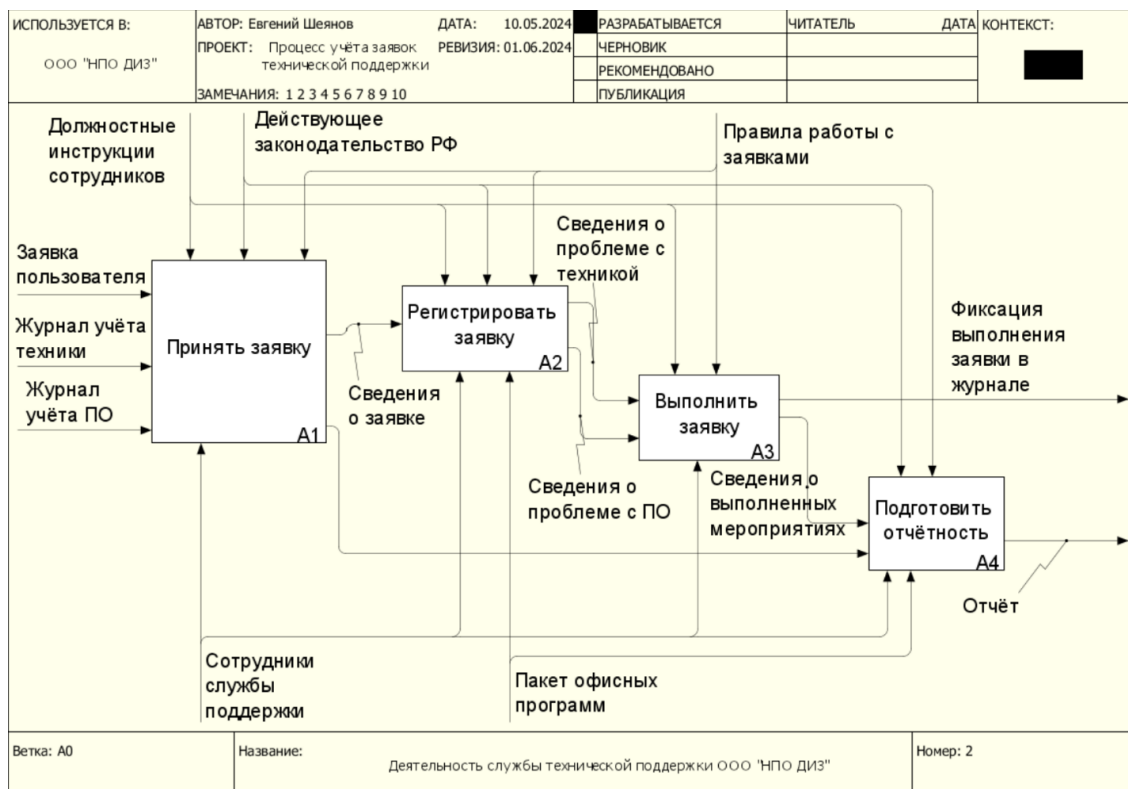 ИСПОЛЬЗУЕТСЯ В:
ООО "НПО ДИЗ"
АВТОР: Евгений Шеянов
ДАТА: 10.05.2024
ПРОЕКТ: Процесс учёта заявок
технической поддержки
РЕВИЗИЯ: 01.06.2024
ЗАМЕЧАНИЯ: 1 2 3 4 5 6 7 8 9 10
РАЗРАБАТЫВАЕТСЯ
ЧЕРНОВИК
РЕКОМЕНДОВАНО
ПУБЛИКАЦИЯ
ЧИТАТЕЛЬ
ДАТА
КОНТЕКСТ:
Должностные
инструкции
сотрудников
Действующее
законодательство РФ
Правила работы с
заявками
Заявка
пользователя
Журнал учёта
техники
Журнал
учёта ПО
Принять заявку
A1
Сведения
о заявке
Регистрировать
заявку
A2
Сведения о
проблеме с
техникой
Сведения о
проблеме с ПО
Выполнить
заявку
A3
Фиксация
выполнения
заявки в
журнале
Сведения о
выполненных
мероприятиях
Подготовить
отчётность
A4
Отчёт
Сотрудники
службы
поддержки
Пакет офисных
программ
Ветка: A0
Название:
Деятельность службы технической поддержки ООО "НПО ДИЗ"
Номер: 2